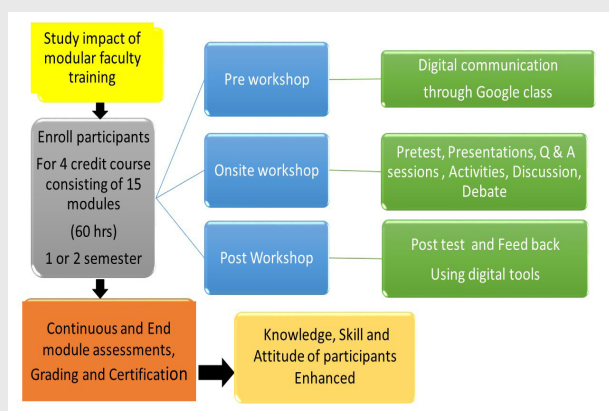 Study impact of
modular faculty
training
Enroll participants
For 4 credit course
consisting of 15
modules
(60 hrs)
1 or 2 semester
Continuous and End
module assessments,
Grading and Certification
Pre workshop
Digital communication
through Google class
Onsite workshop
Pretest, Presentations, Q & A
sessions , Activities, Discussion,
Debate
Post Workshop
Post test and Feed back
Using digital tools
Knowledge, Skill and
Attitude of participants
Enhanced